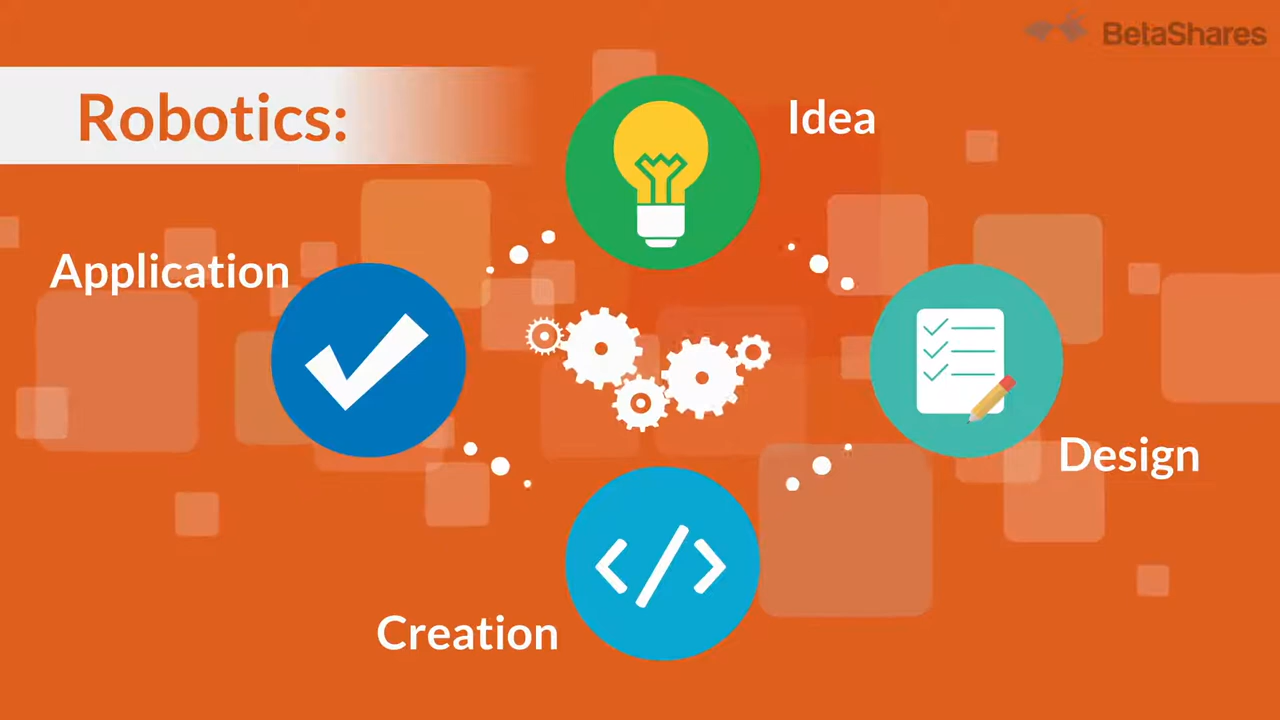 BetaShares
Robotics:
Idea
Application
Design
Creation